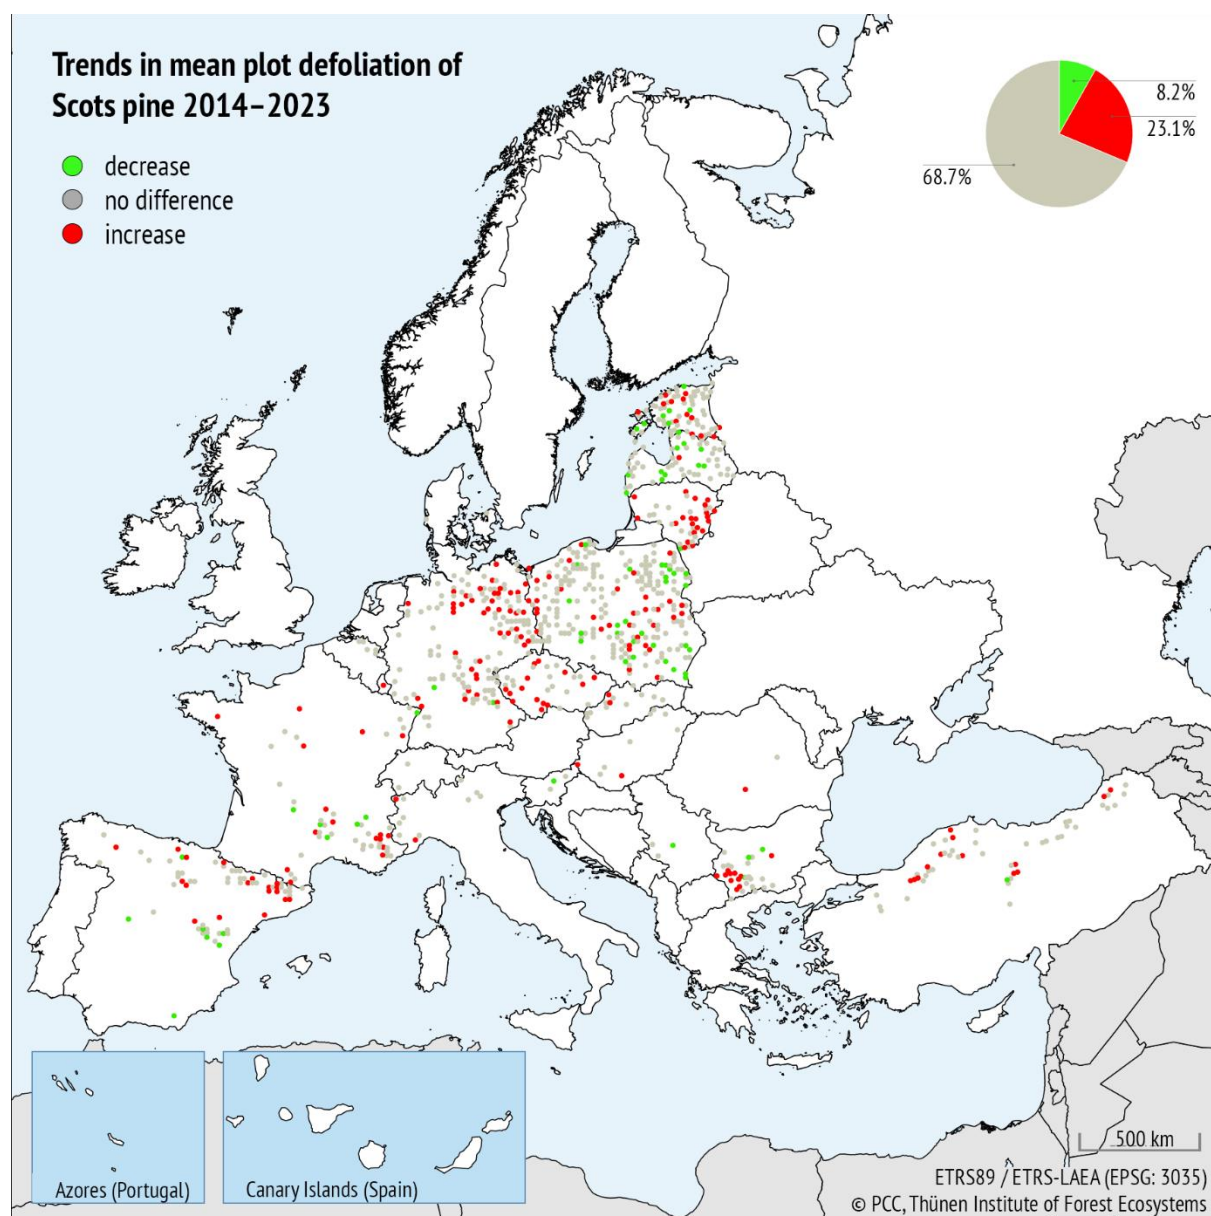 Trends in mean plot defoliation of
Scots pine 2014–2023
decrease
no difference
increase
8.2%
23.1%
68.7%
Azores (Portugal)
Canary Islands (Spain)
500 km
ETRS89 / ETRS-LAEA (EPSG: 3035)
© PCC, Thünen Institute of Forest Ecosystems